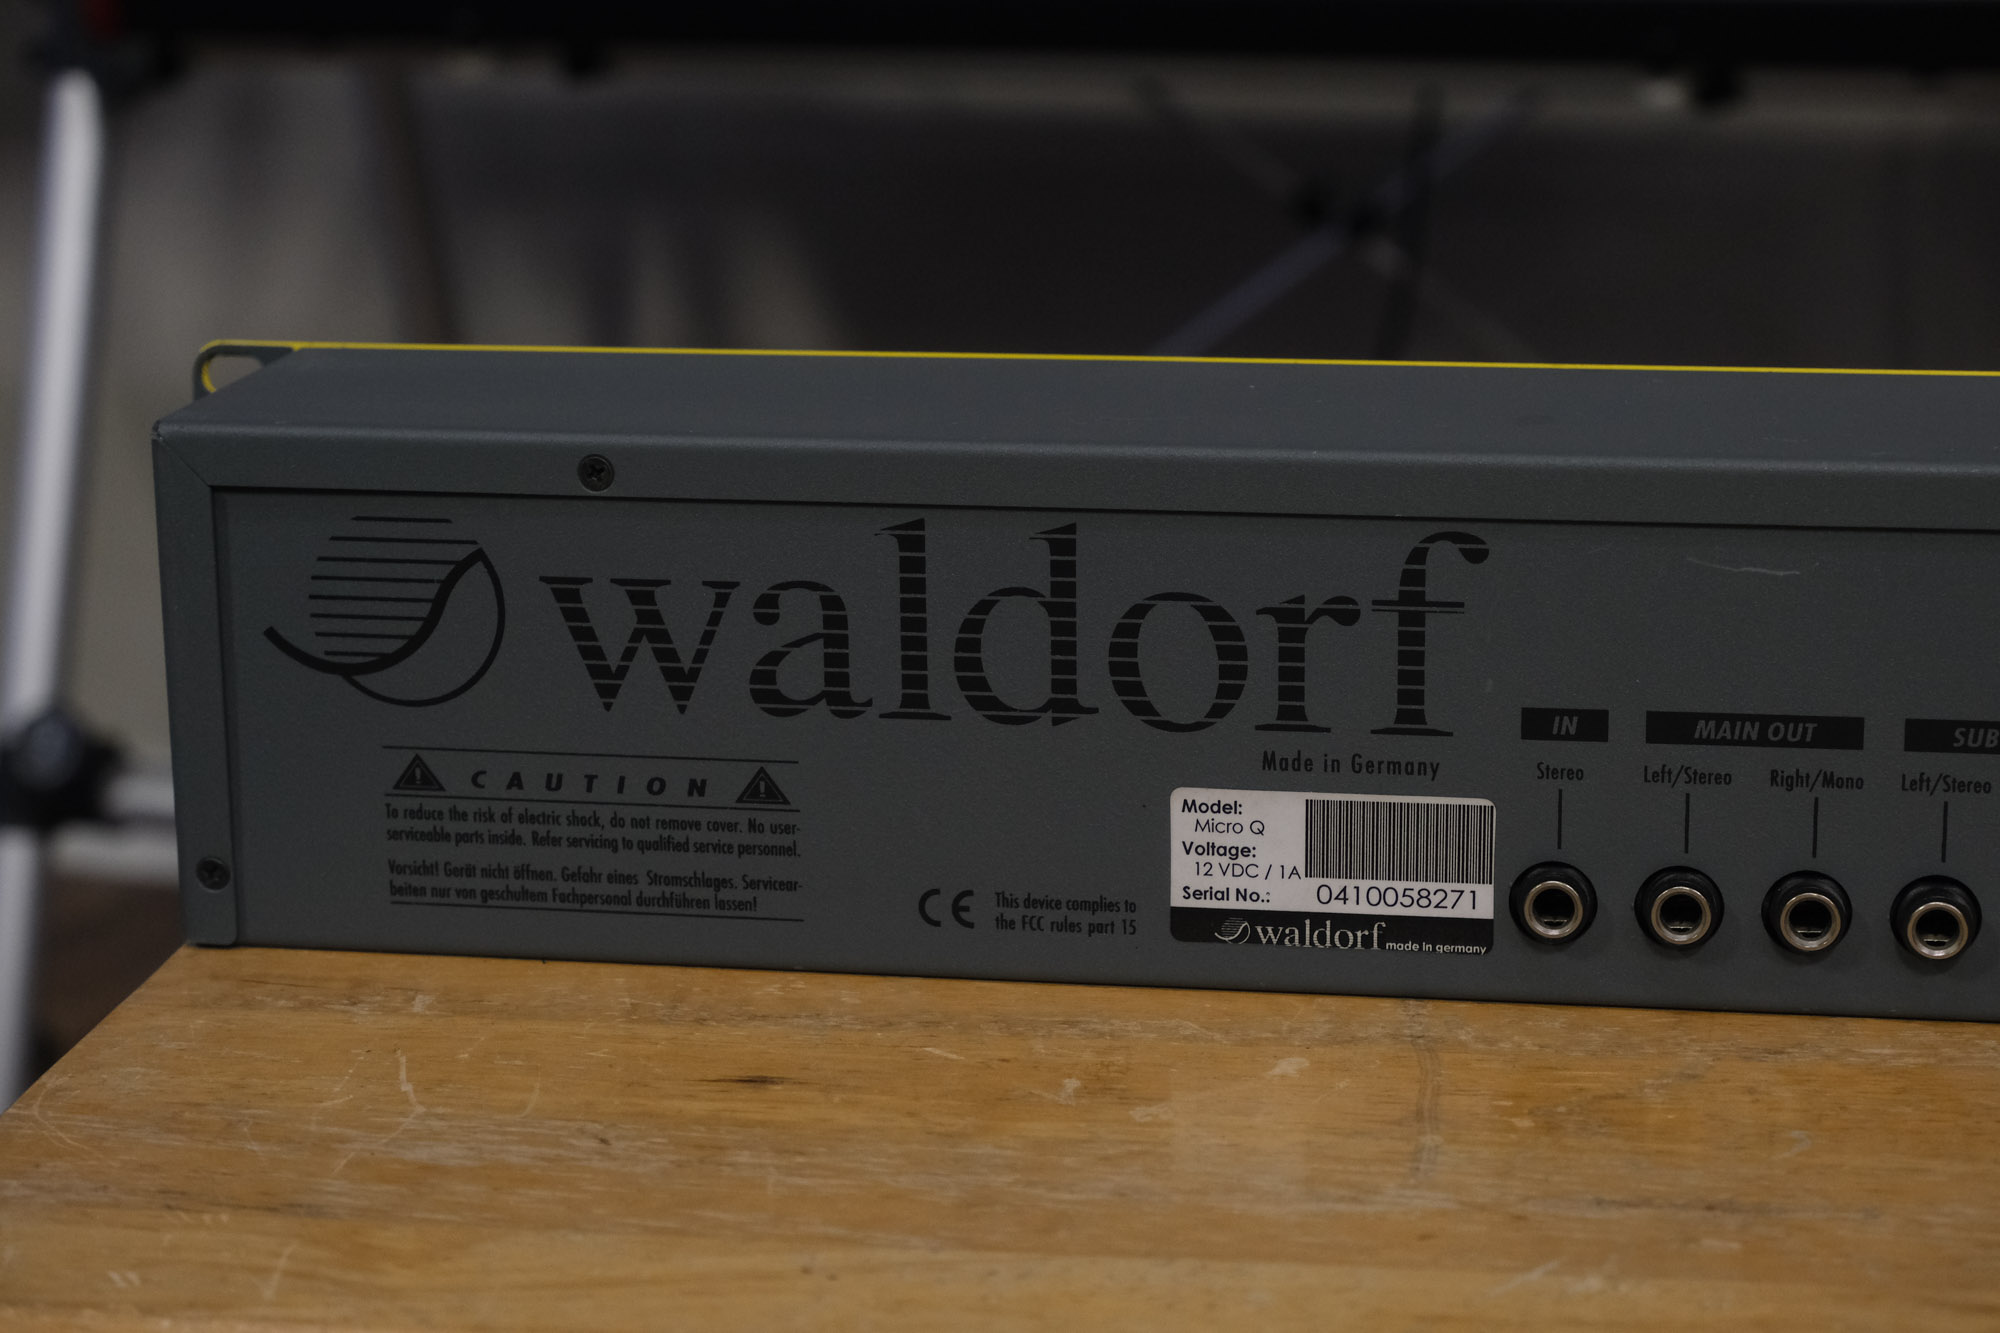 waldorf
Made in Germany
IN
MAIN OUT
SUB
Stereo
Left/Stereo
Right/Mono
Left/Stereo
CAUTION
To reduce the risk of electric shock, do not remove cover. No user-
serviceable parts inside. Refer servicing to qualified service personnel.
Vorsicht! Gerät nicht öffnen. Gefahr eines Stromschlages. Servicear-
beiten nur von geschultem Fachpersonal durchführen lassen!
CE
This device complies to
the FCC rules part 15
Model:
Micro Q
Voltage:
12 VDC / 1A
Serial No.: 0410058271
waldorf made in germany